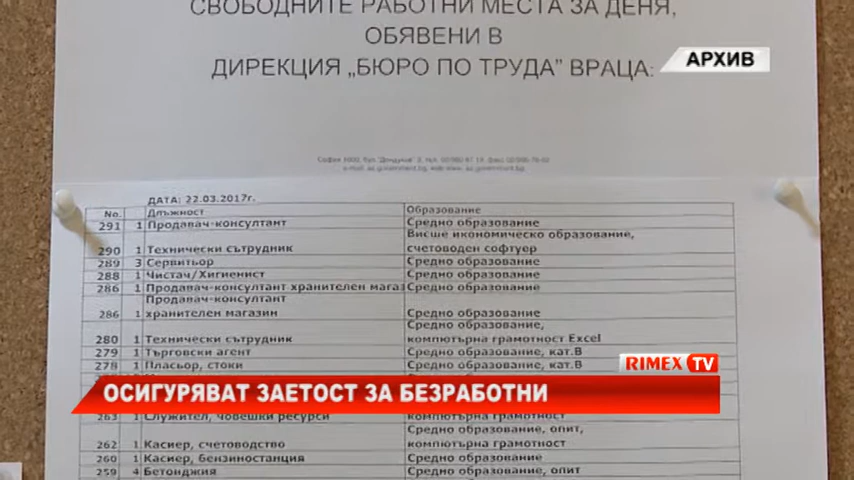 СВОБОДНИТЕ РАБОТНИ МЕСТА ЗА ДЕНЯ,
ОБЯВЕНИ В
ДИРЕКЦИЯ „БЮРО ПО ТРУДА" ВРАЦА:
АРХИВ
ДАТА: 22.03.2017г.
No. Длъжност Образование
291 1 Продавач-консултант Средно образование
Висше икономическо образование,
290 1 Технически сътрудник счетоводен софтуер
289 3 Сервитьор Средно образование
288 1 Чистач/Хигиенист Средно образование
286 1 Продавач-консултант хранителен магаз Средно образование
Продавач-консултант
286 1 хранителен магазин Средно образование
Средно образование,
280 1 Технически сътрудник компютърна грамотност Excel
279 1 Търговски агент Средно образование, кат.В
278 1 Пласьор, стоки Средно образование, кат.В
RIMEX TV
ОСИГУРЯВАТ ЗАЕТОСТ ЗА БЕЗРАБОТНИ
263 1 Служител, човешки ресурси компютърна грамотност
Средно образование, опит,
262 1 Касиер, счетоводство компютърна грамотност
260 1 Касиер, бензиностанция Средно образование
259 4 Бетонджия Средно образование, опит